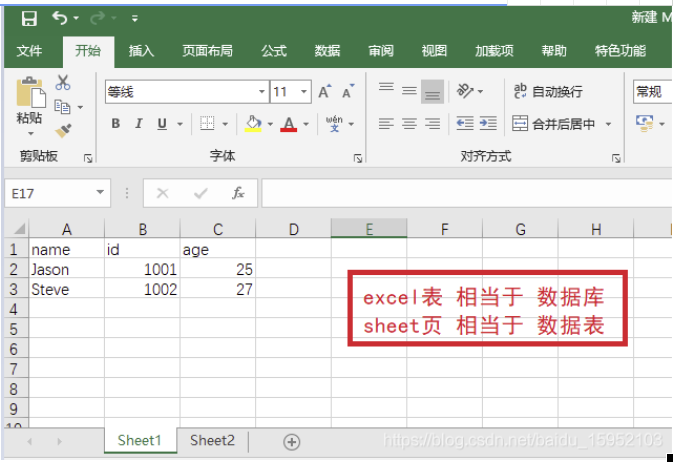 新建 M
文件 开始 插入 页面布局 公式 数据 审阅 视图 加载项 帮助 特色功能
等线 11 A A ab 自动换行 常规
粘贴 B I U A wén 文 合并后居中
剪贴板 字体 对齐方式
E17 fx
A B C D E F G H
1 name id age
2 Jason 1001 25
3 Steve 1002 27
excel表 相当于 数据库
sheet页 相当于 数据表
4
5
6
7
8
9
10
Sheet1 Sheet2
https://blog.csdn.net/baidu_15952103